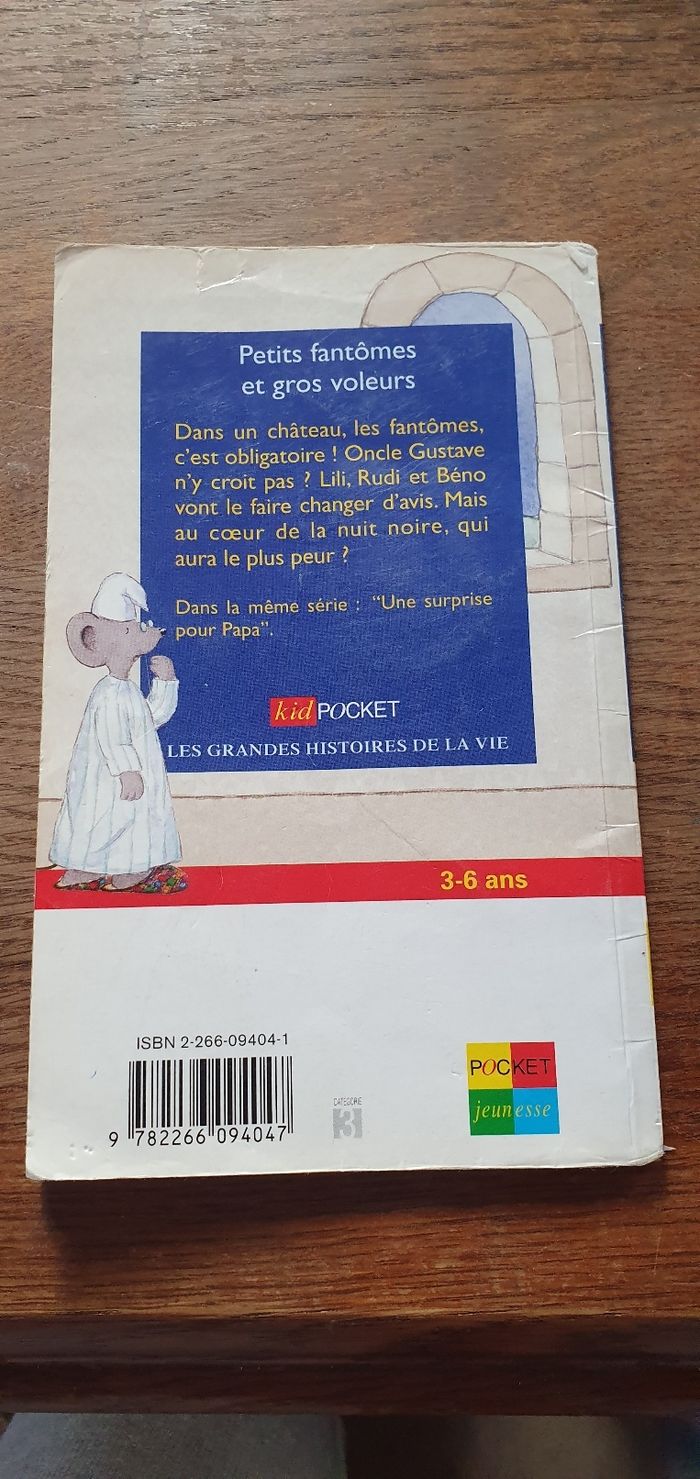 Petits fantômes
et gros voleurs
Dans un château, les fantômes,
c'est obligatoire ! Oncle Gustave
n'y croit pas ? Lili, Rudi et Béno
vont le faire changer d'avis. Mais
au cœur de la nuit noire, qui
aura le plus peur ?
Dans la même série : “Une surprise
pour Papa”.
kid POCKET
LES GRANDES HISTOIRES DE LA VIE
3-6 ans
ISBN 2-266-09404-1
9 782266 094047
CATÉGORIE
3
POCKET
jeunesse